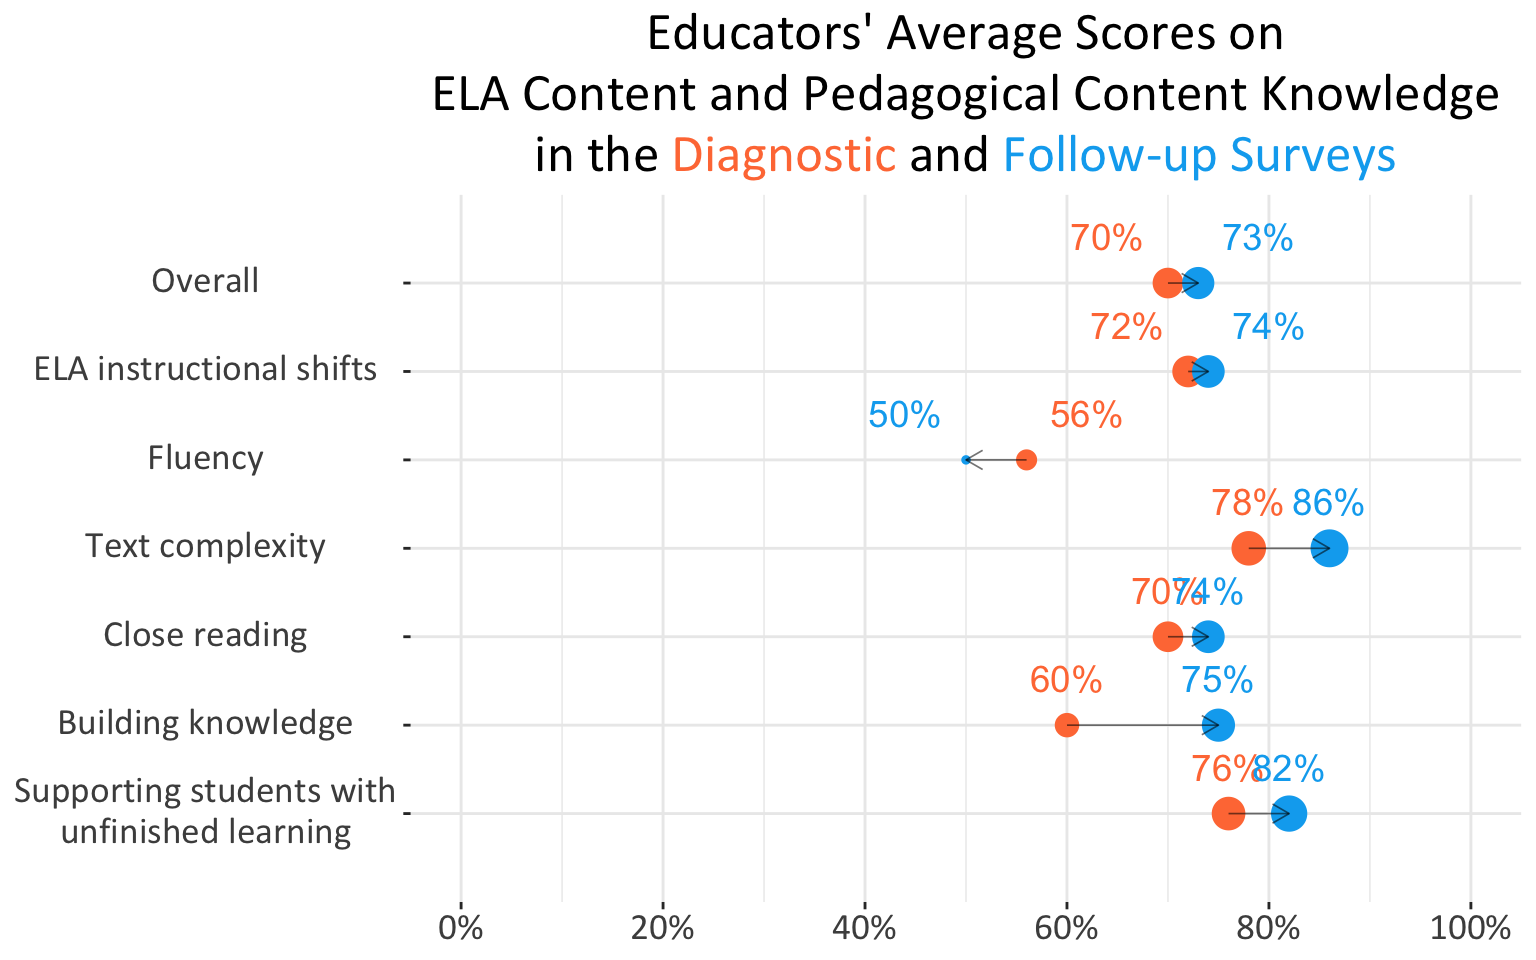 Educators' Average Scores on
ELA Content and Pedagogical Content Knowledge
in the Diagnostic and Follow-up Surveys
70% 73%
Overall
72% 74%
ELA instructional shifts
50% 56%
Fluency
78% 86%
Text complexity
70% 74%
Close reading
60% 75%
Building knowledge
76% 82%
Supporting students with
unfinished learning
0% 20% 40% 60% 80% 100%